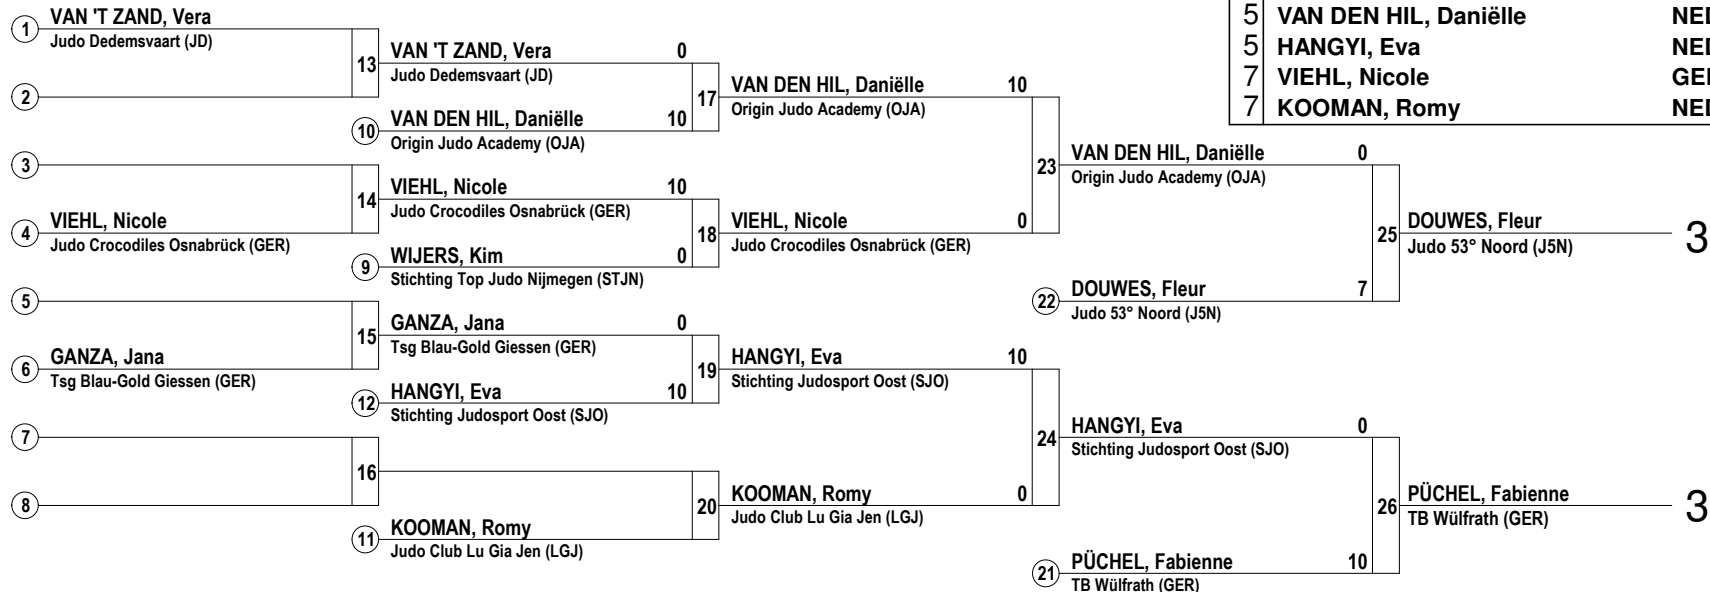 5 VAN DEN HIL, Daniëlle
5 HANGYI, Eva
7 VIEHL, Nicole
7 KOOMAN, Romy
1 VAN 'T ZAND, Vera
Judo Dedemsvaart (JD)
2
3
4 VIEHL, Nicole
Judo Crocodiles Osnabrück (GER)
5
6 GANZA, Jana
Tsg Blau-Gold Giessen (GER)
7
8
13 VAN 'T ZAND, Vera 0
Judo Dedemsvaart (JD)
10 VAN DEN HIL, Daniëlle 10
Origin Judo Academy (OJA)
14 VIEHL, Nicole 10
Judo Crocodiles Osnabrück (GER)
9 WIJERS, Kim 0
Stichting Top Judo Nijmegen (STJN)
15 GANZA, Jana 0
Tsg Blau-Gold Giessen (GER)
12 HANGYI, Eva 10
Stichting Judosport Oost (SJO)
16
11 KOOMAN, Romy
Judo Club Lu Gia Jen (LGJ)
17 VAN DEN HIL, Daniëlle 10
Origin Judo Academy (OJA)
18 VIEHL, Nicole 0
Judo Crocodiles Osnabrück (GER)
19 HANGYI, Eva 10
Stichting Judosport Oost (SJO)
20 KOOMAN, Romy 0
Judo Club Lu Gia Jen (LGJ)
23 VAN DEN HIL, Daniëlle 0
Origin Judo Academy (OJA)
22 DOUWES, Fleur 7
Judo 53° Noord (J5N)
24 HANGYI, Eva 0
Stichting Judosport Oost (SJO)
21 PÜCHEL, Fabienne 10
TB Wülfrath (GER)
25 DOUWES, Fleur 3
Judo 53° Noord (J5N)
26 PÜCHEL, Fabienne 3
TB Wülfrath (GER)